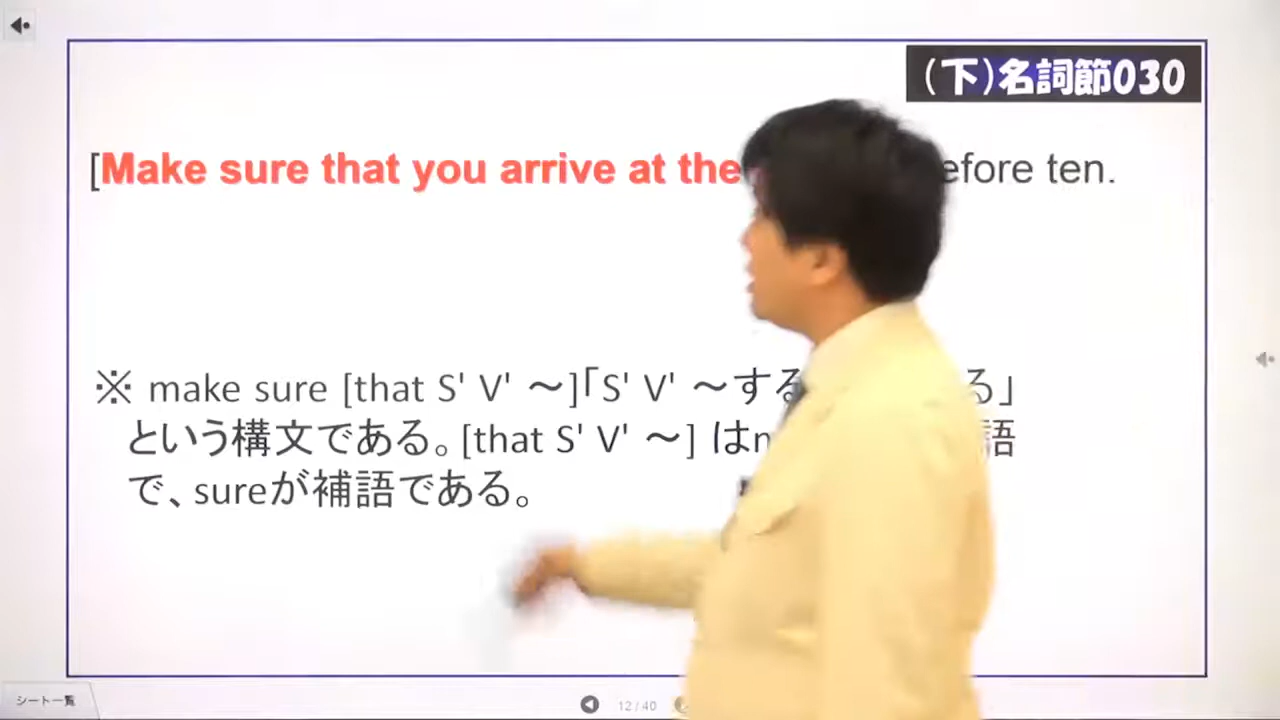 (下)名詞節030
[Make sure that you arrive at the efore ten.
※ make sure [that S' V' ～]「S' V' ～する る」
という構文である。[that S' V' ～] はm 語
で、sureが補語である。
シート一覧
12/40